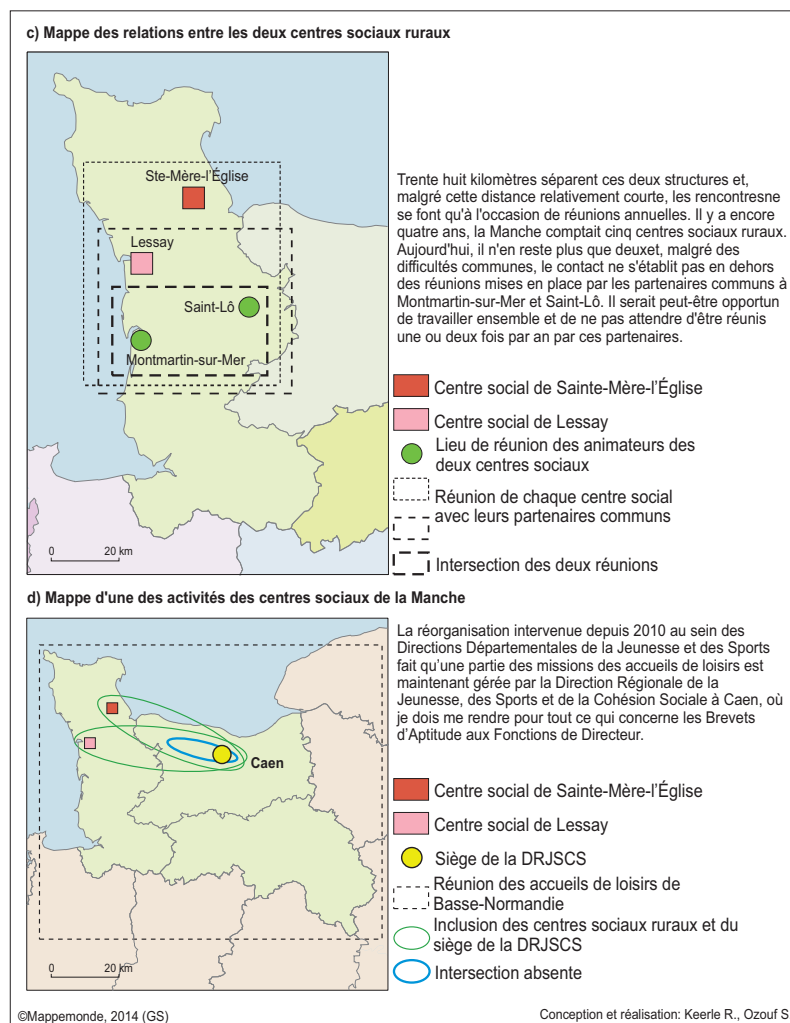 c) Mappe des relations entre les deux centres sociaux ruraux
Ste-Mère-l'Église
Lessay
Saint-Lô
Montmartin-sur-Mer
0 20 km
Trente huit kilomètres séparent ces deux structures et,
malgré cette distance relativement courte, les rencontresne
se font qu'à l'occasion de réunions annuelles. Il y a encore
quatre ans, la Manche comptait cinq centres sociaux ruraux.
Aujourd'hui, il n'en reste plus que deuxet, malgré des
difficultés communes, le contact ne s'établit pas en dehors
des réunions mises en place par les partenaires communs à
Montmartin-sur-Mer et Saint-Lô. Il serait peut-être opportun
de travailler ensemble et de ne pas attendre d'être réunis
une ou deux fois par an par ces partenaires.
Centre social de Sainte-Mère-l'Église
Centre social de Lessay
Lieu de réunion des animateurs des
deux centres sociaux
Réunion de chaque centre social
avec leurs partenaires communs
Intersection des deux réunions
d) Mappe d'une des activités des centres sociaux de la Manche
Caen
0 20 km
La réorganisation intervenue depuis 2010 au sein des
Directions Départementales de la Jeunesse et des Sports
fait qu'une partie des missions des accueils de loisirs est
maintenant gérée par la Direction Régionale de la
Jeunesse, des Sports et de la Cohésion Sociale à Caen, où
je dois me rendre pour tout ce qui concerne les Brevets
d'Aptitude aux Fonctions de Directeur.
Centre social de Sainte-Mère-l'Église
Centre social de Lessay
Siège de la DRJSCS
Réunion des accueils de loisirs de
Basse-Normandie
Inclusion des centres sociaux ruraux et du
siège de la DRJSCS
Intersection absente
©Mappemonde, 2014 (GS)
Conception et réalisation: Keerle R., Ozouf S